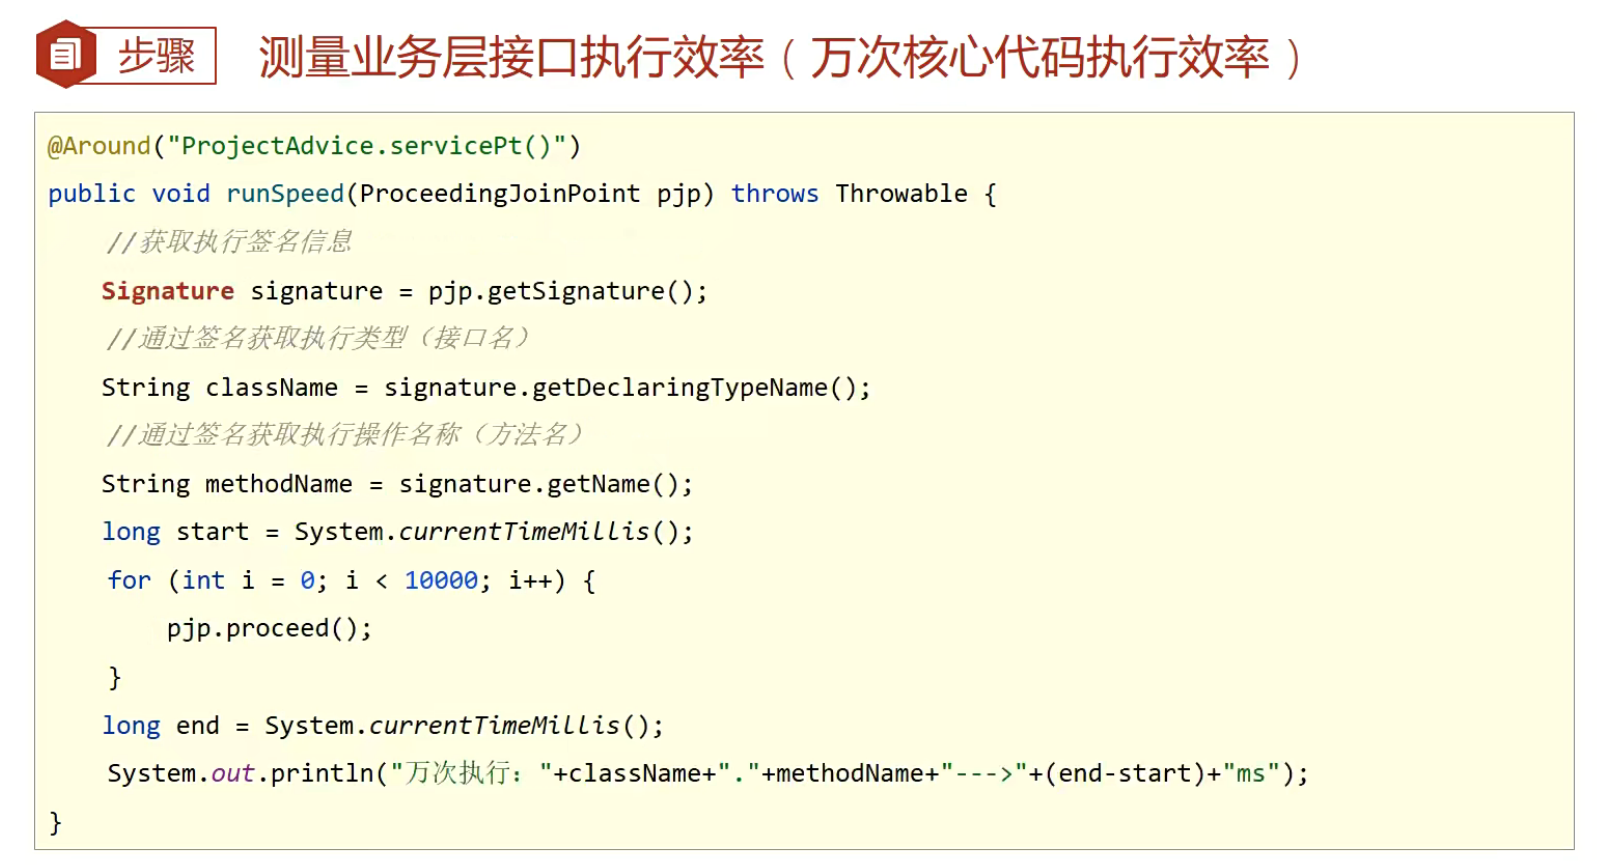 步骤
测量业务层接口执行效率（万次核心代码执行效率）
@Around("ProjectAdvice.servicePt()")
public void runSpeed(ProceedingJoinPoint pjp) throws Throwable {
//获取执行签名信息
Signature signature = pjp.getSignature();
//通过签名获取执行类型（接口名）
String className = signature.getDeclaringTypeName();
//通过签名获取执行操作名称（方法名）
String methodName = signature.getName();
long start = System.currentTimeMillis();
for (int i = 0; i < 10000; i++) {
pjp.proceed();
}
long end = System.currentTimeMillis();
System.out.println("万次执行："+className+"."+methodName+"--->"+(end-start)+"ms");
}